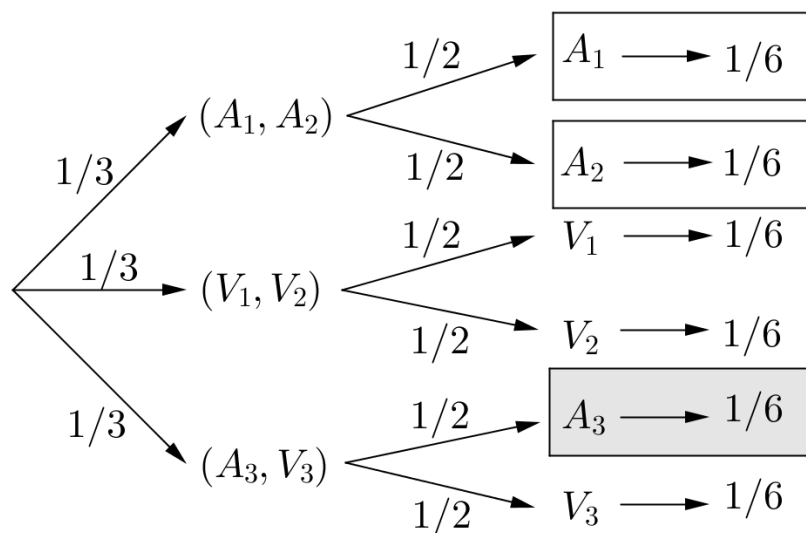 1/2 A₁ 1/6
(A₁, A₂)
1/3 1/2 A₂ 1/6
1/2 V₁ 1/6
1/3 (V₁, V₂)
1/2 V₂ 1/6
1/3 1/2 A₃ 1/6
(A₃, V₃)
1/2 V₃ 1/6